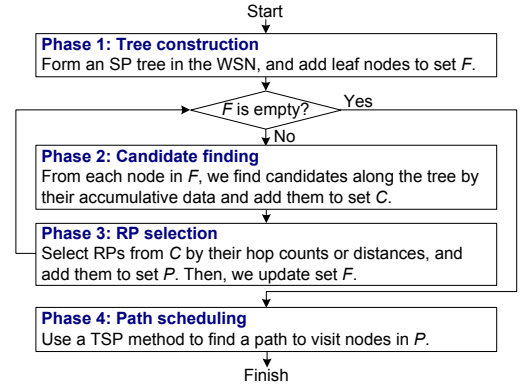 Start
Phase 1: Tree construction
Form an SP tree in the WSN, and add leaf nodes to set F.
F is empty?
Yes
No
Phase 2: Candidate finding
From each node in F, we find candidates along the tree by
their accumulative data and add them to set C.
Phase 3: RP selection
Select RPs from C by their hop counts or distances, and
add them to set P. Then, we update set F.
Phase 4: Path scheduling
Use a TSP method to find a path to visit nodes in P.
Finish